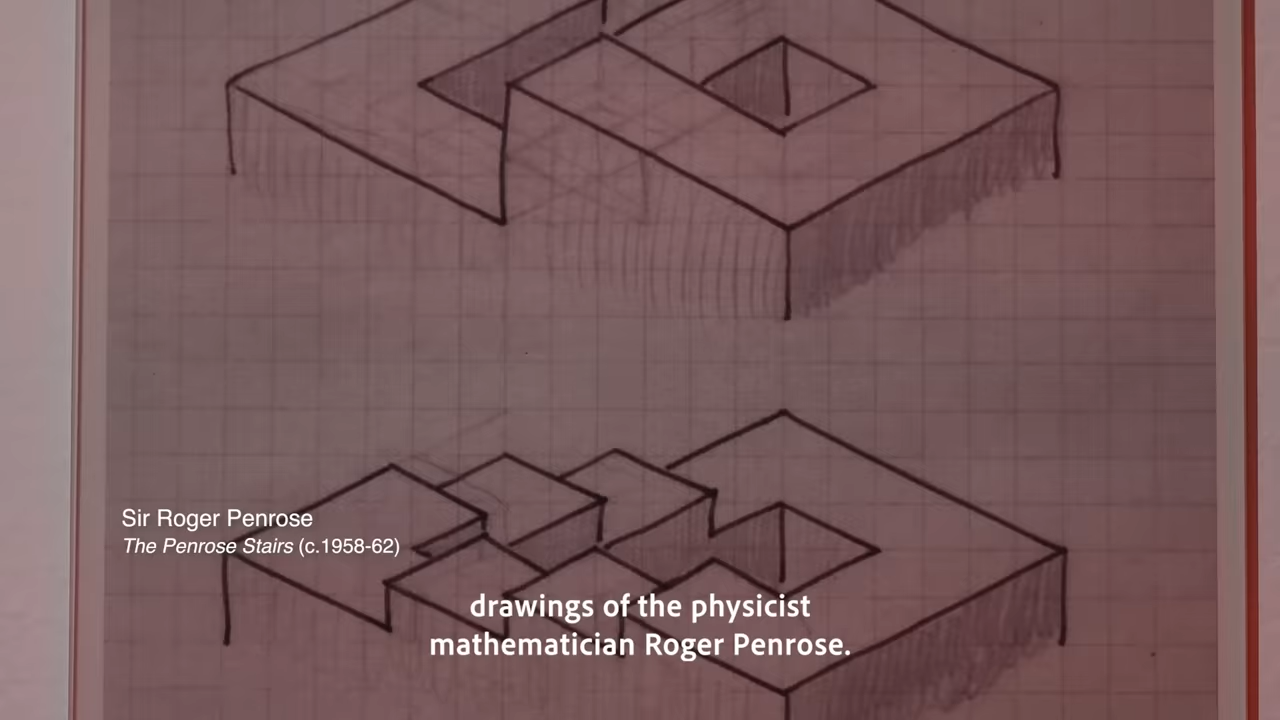 Sir Roger Penrose
The Penrose Stairs (c.1958-62)
drawings of the physicist
mathematician Roger Penrose.